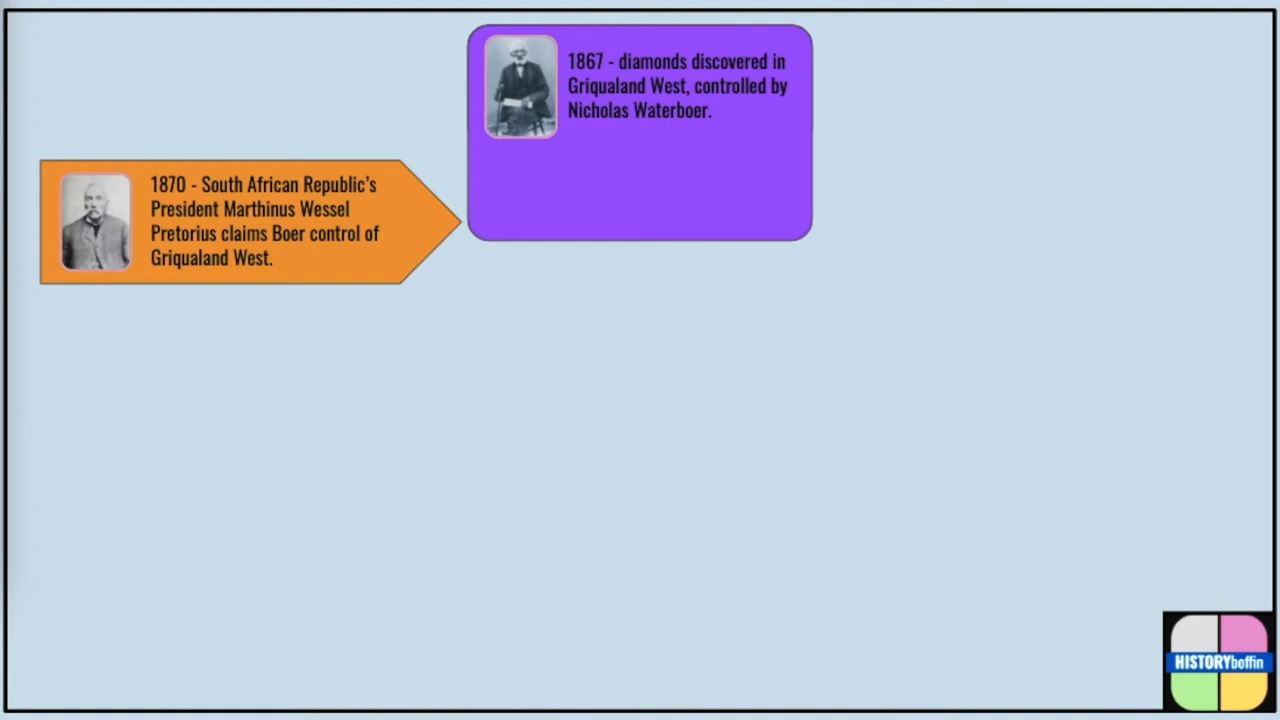 1867 - diamonds discovered in
Griqualand West, controlled by
Nicholas Waterboer.
1870 - South African Republic's
President Marthinus Wessel
Pretorius claims Boer control of
Griqualand West.
HISTORYboffin